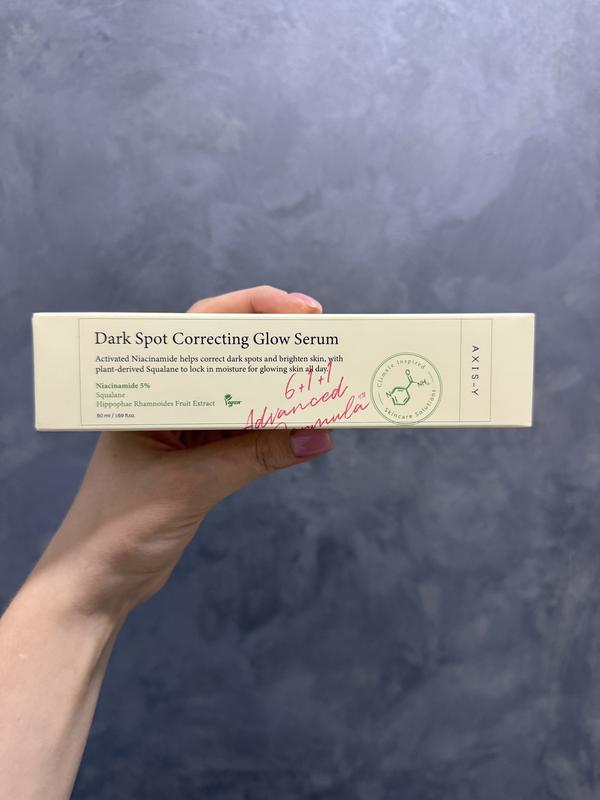 Dark Spot Correcting Glow Serum
Activated Niacinamide helps correct dark spots and brighten skin, with
plant-derived Squalane to lock in moisture for glowing skin all day.
Niacinamide 5%
Squalane
Hippophae Rhamnoides Fruit Extract
Vegan
50 ml / 1.69 fl.oz.
6+1+1
Advanced
Formula™
Climate Inspired
N
O
NH₂
Skincare Solutions
AXIS-Y